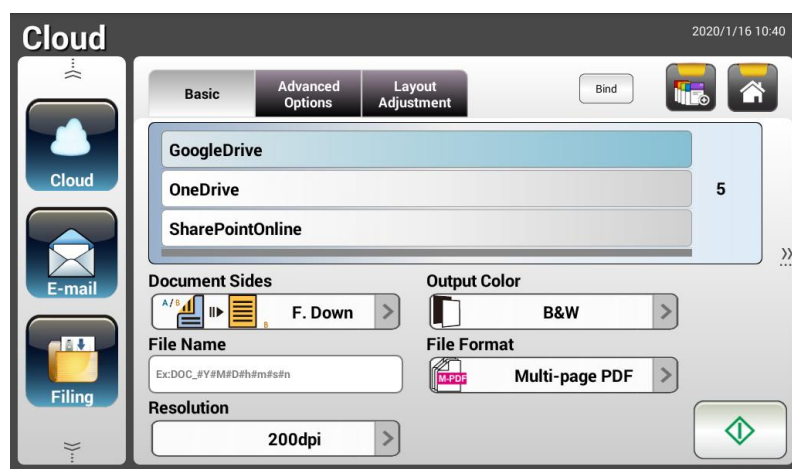 Cloud
2020/1/16 10:40
Cloud
E-mail
Filing
Basic
Advanced
Options
Layout
Adjustment
Bind
GoogleDrive
OneDrive
SharePointOnline
5
Document Sides
A/B
B
F. Down
Output Color
B&W
File Name
Ex:DOC_#Y#M#D#h#m#s#n
File Format
M-PDF
Multi-page PDF
Resolution
200dpi